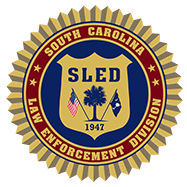 SOUTH CAROLINA
SLED
1947
LAW ENFORCEMENT DIVISION